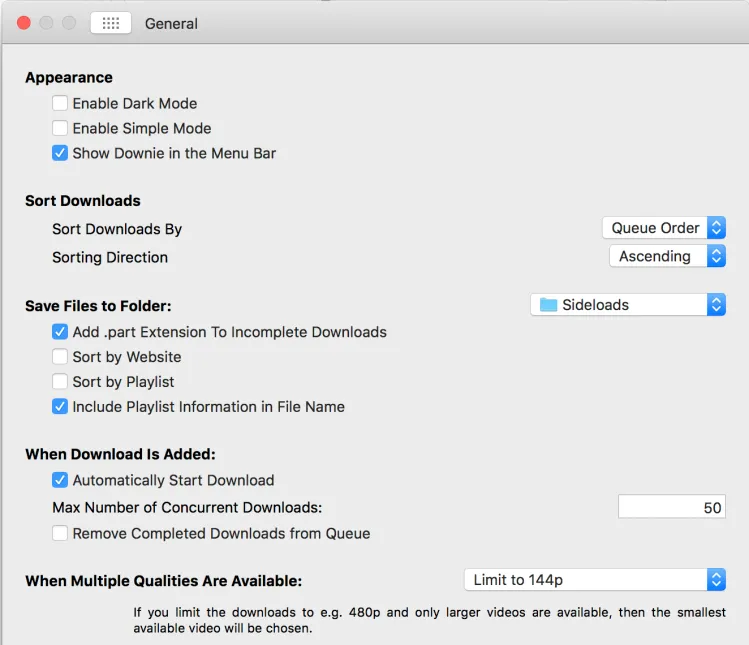 General
Appearance
Enable Dark Mode
Enable Simple Mode
Show Downie in the Menu Bar
Sort Downloads
Sort Downloads By Queue Order
Sorting Direction Ascending
Save Files to Folder: Sideloads
Add .part Extension To Incomplete Downloads
Sort by Website
Sort by Playlist
Include Playlist Information in File Name
When Download Is Added:
Automatically Start Download
Max Number of Concurrent Downloads: 50
Remove Completed Downloads from Queue
When Multiple Qualities Are Available: Limit to 144p
If you limit the downloads to e.g. 480p and only larger videos are available, then the smallest
available video will be chosen.